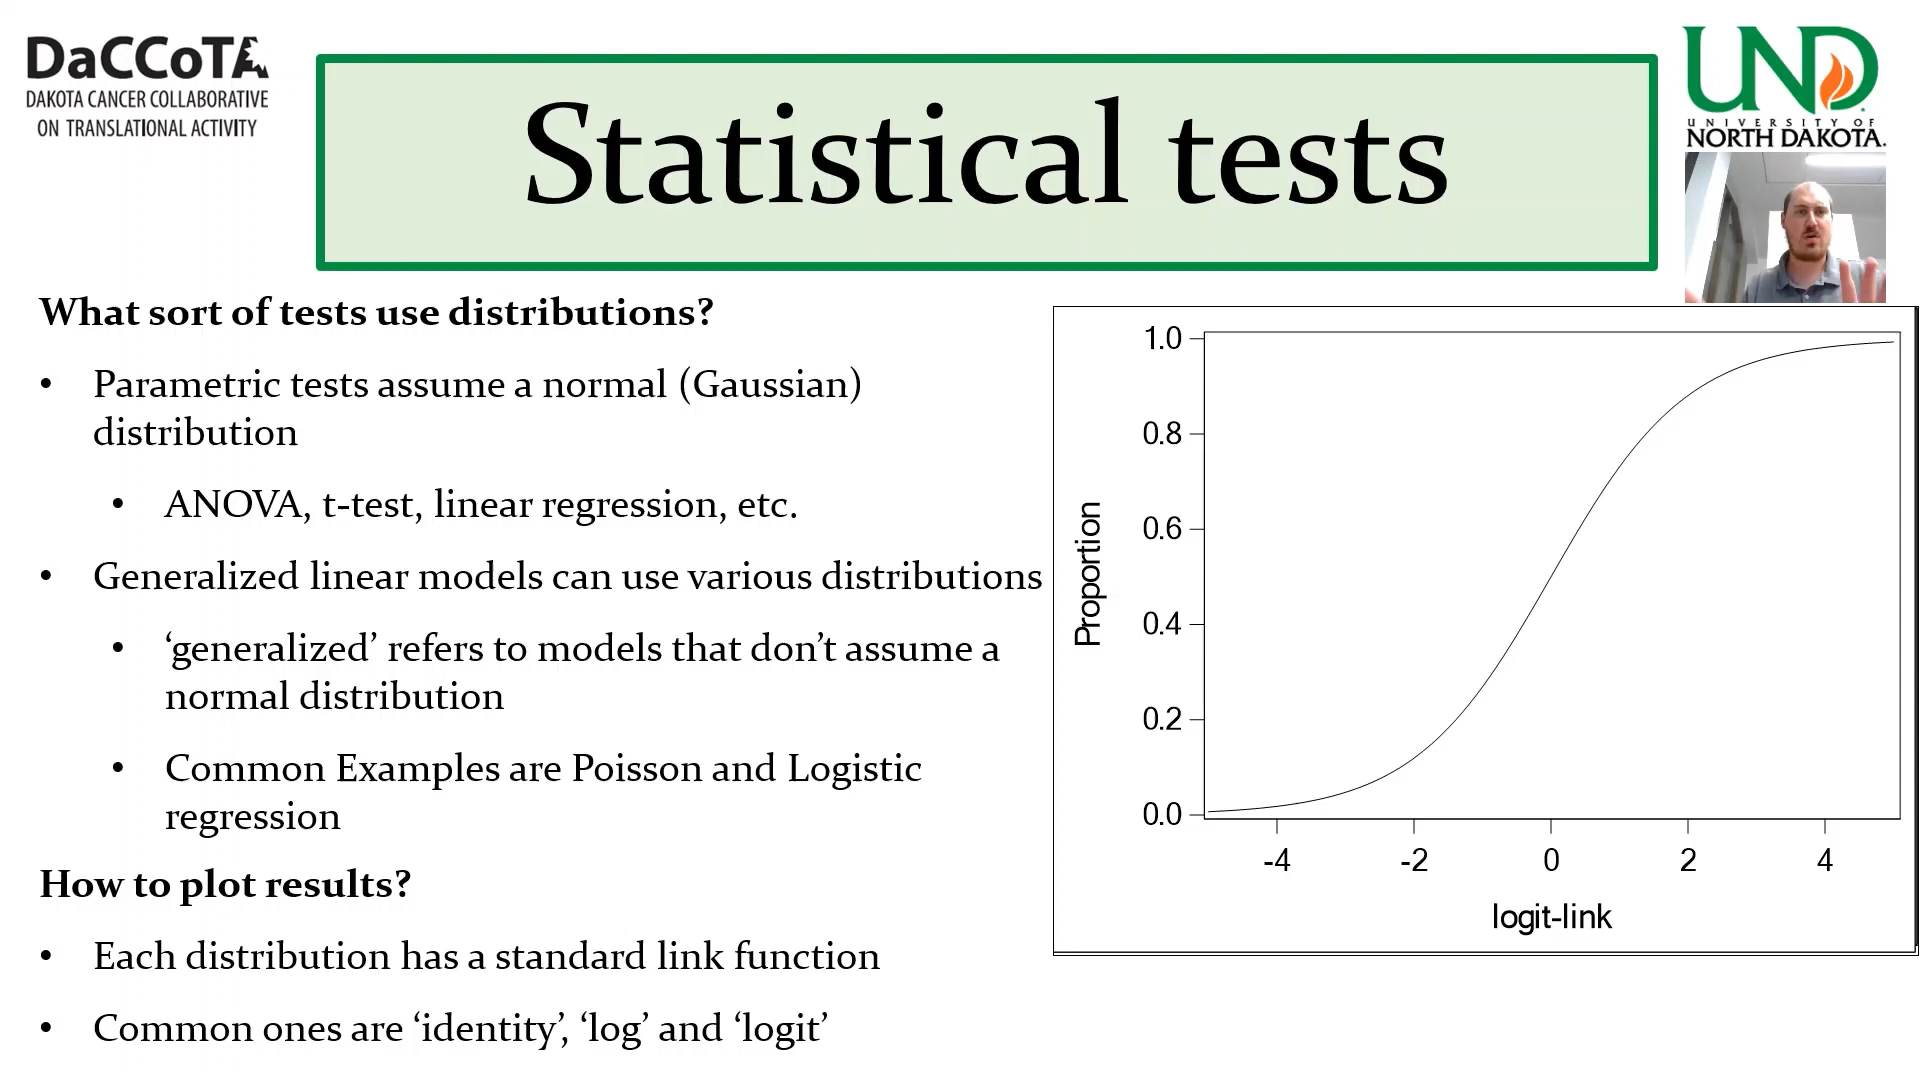 DaCCoTA
DAKOTA CANCER COLLABORATIVE
ON TRANSLATIONAL ACTIVITY
Statistical tests
UND
UNIVERSITY OF
NORTH DAKOTA.
What sort of tests use distributions?
• Parametric tests assume a normal (Gaussian)
distribution
• ANOVA, t-test, linear regression, etc.
• Generalized linear models can use various distributions
• ‘generalized’ refers to models that don’t assume a
normal distribution
• Common Examples are Poisson and Logistic
regression
How to plot results?
• Each distribution has a standard link function
• Common ones are ‘identity’, ‘log’ and ‘logit’
Proportion
1.0
0.8
0.6
0.4
0.2
0.0
-4 -2 0 2 4
logit-link